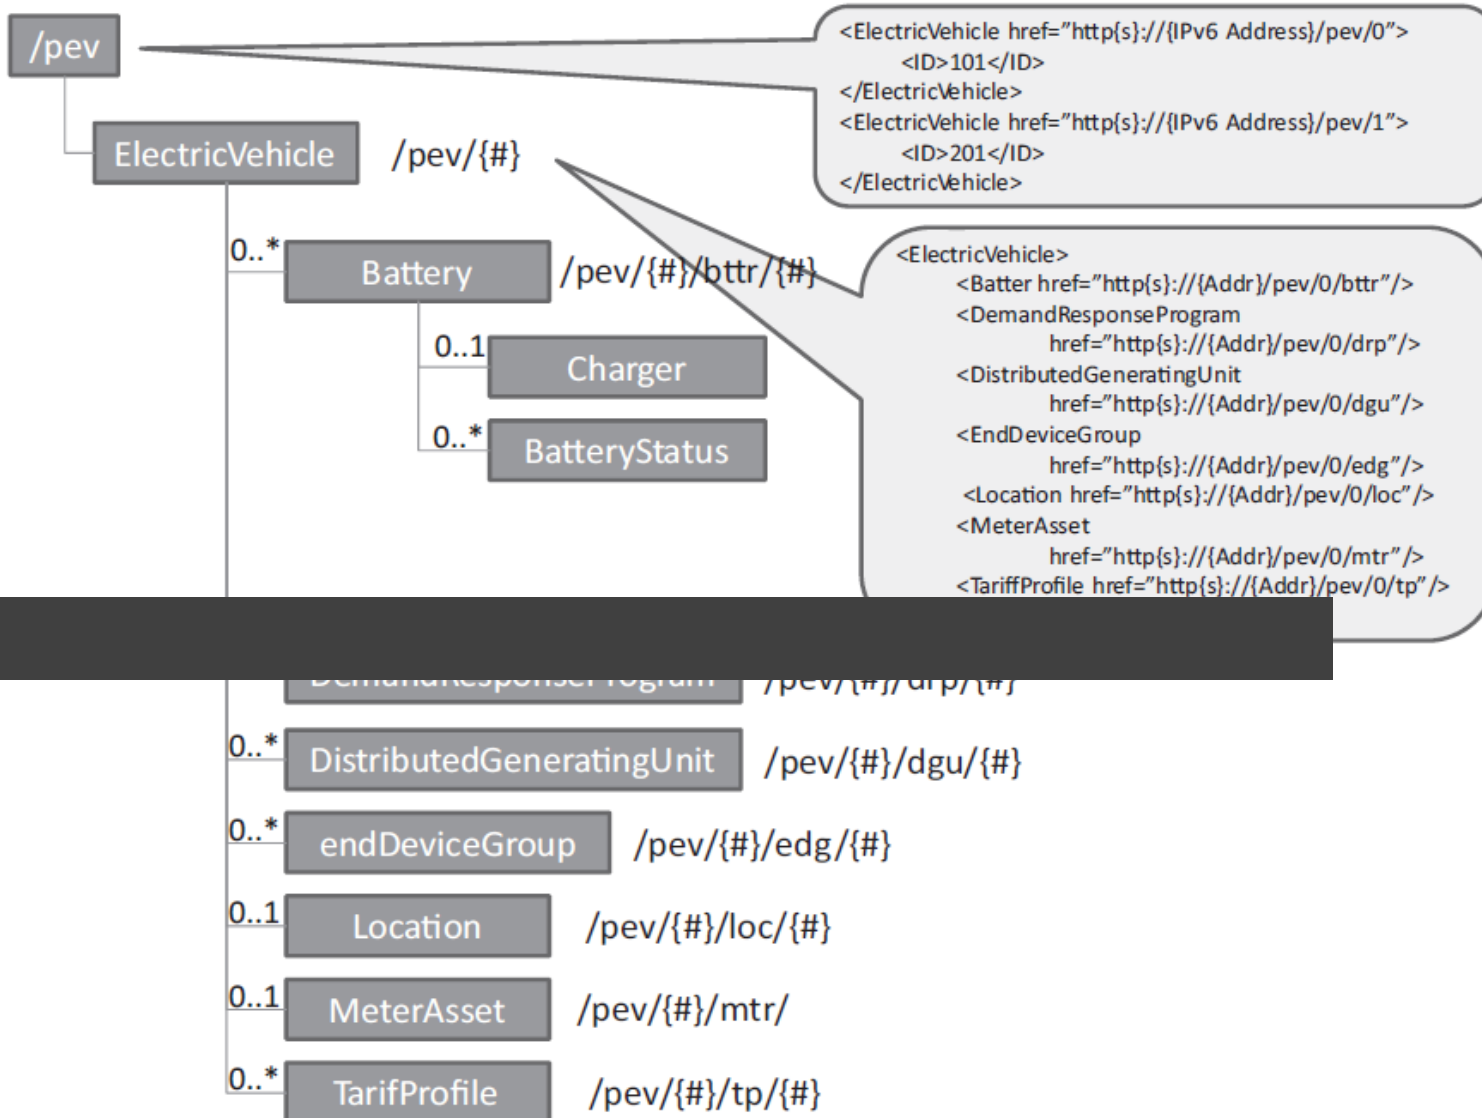 /pev
<ElectricVehicle href="http{s}://{IPv6 Address}/pev/0">
<ID>101</ID>
</ElectricVehicle>
<ElectricVehicle href="http{s}://{IPv6 Address}/pev/1">
<ID>201</ID>
</ElectricVehicle>
ElectricVehicle /pev/{#}
0..* Battery /pev/{#}/bttr/{#}
0..1 Charger
0..* BatteryStatus
<ElectricVehicle>
<Batter href="http{s}://{Addr}/pev/0/bttr"/>
<DemandResponseProgram
href="http{s}://{Addr}/pev/0/drp"/>
<DistributedGeneratingUnit
href="http{s}://{Addr}/pev/0/dgu"/>
<EndDeviceGroup
href="http{s}://{Addr}/pev/0/edg"/>
<Location href="http{s}://{Addr}/pev/0/loc"/>
<MeterAsset
href="http{s}://{Addr}/pev/0/mtr"/>
<TariffProfile href="http{s}://{Addr}/pev/0/tp"/>
DemandResponseProgram /pev/{#}/drp/{#}
0..* DistributedGeneratingUnit /pev/{#}/dgu/{#}
0..* endDeviceGroup /pev/{#}/edg/{#}
0..1 Location /pev/{#}/loc/{#}
0..1 MeterAsset /pev/{#}/mtr/
0..* TarifProfile /pev/{#}/tp/{#}